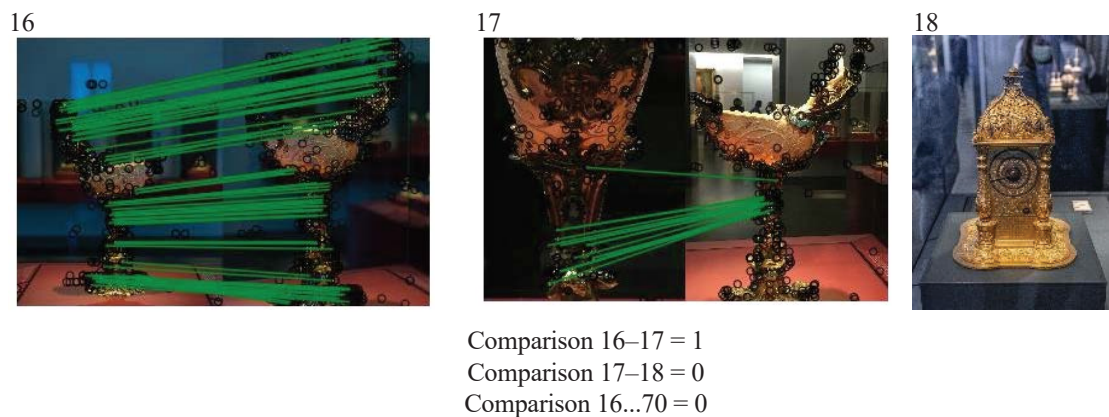 16
17
18
Comparison 16–17 = 1
Comparison 17–18 = 0
Comparison 16...70 = 0